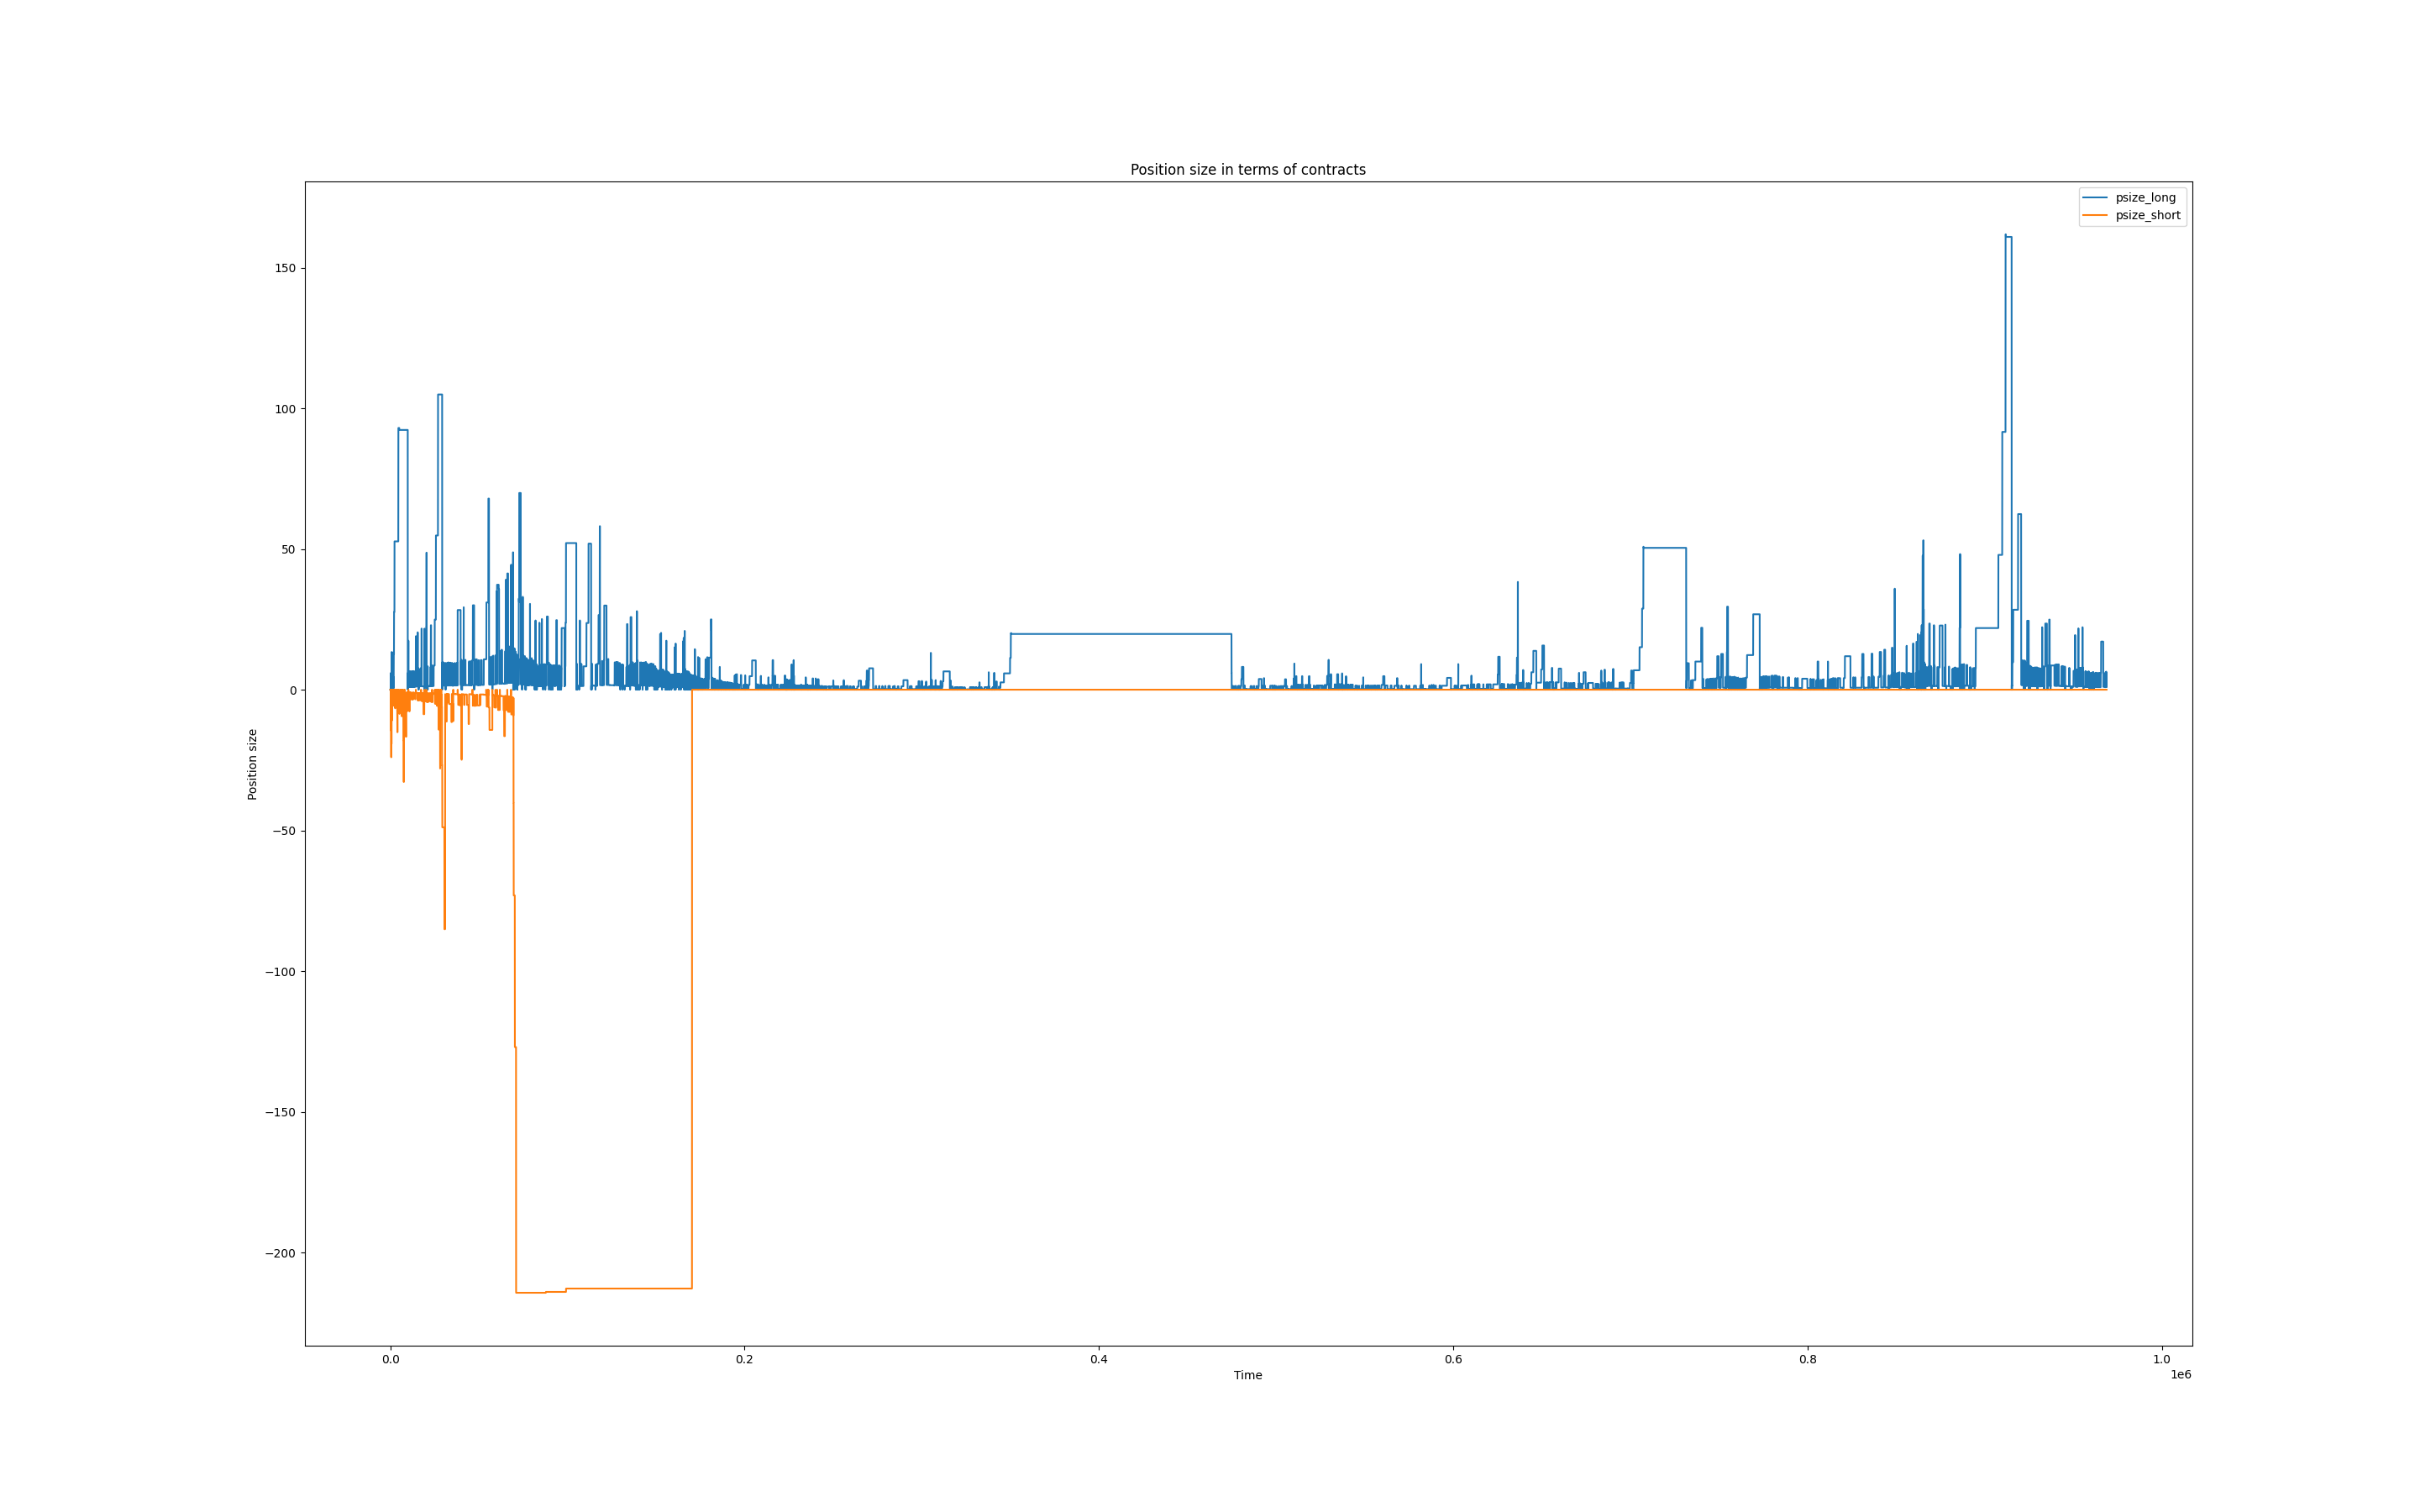 Position size in terms of contracts
psize_long
psize_short
150
100
50
0
−50
−100
−150
−200
Position size
0.0
0.2
0.4
0.6
0.8
1.0
Time
1e6